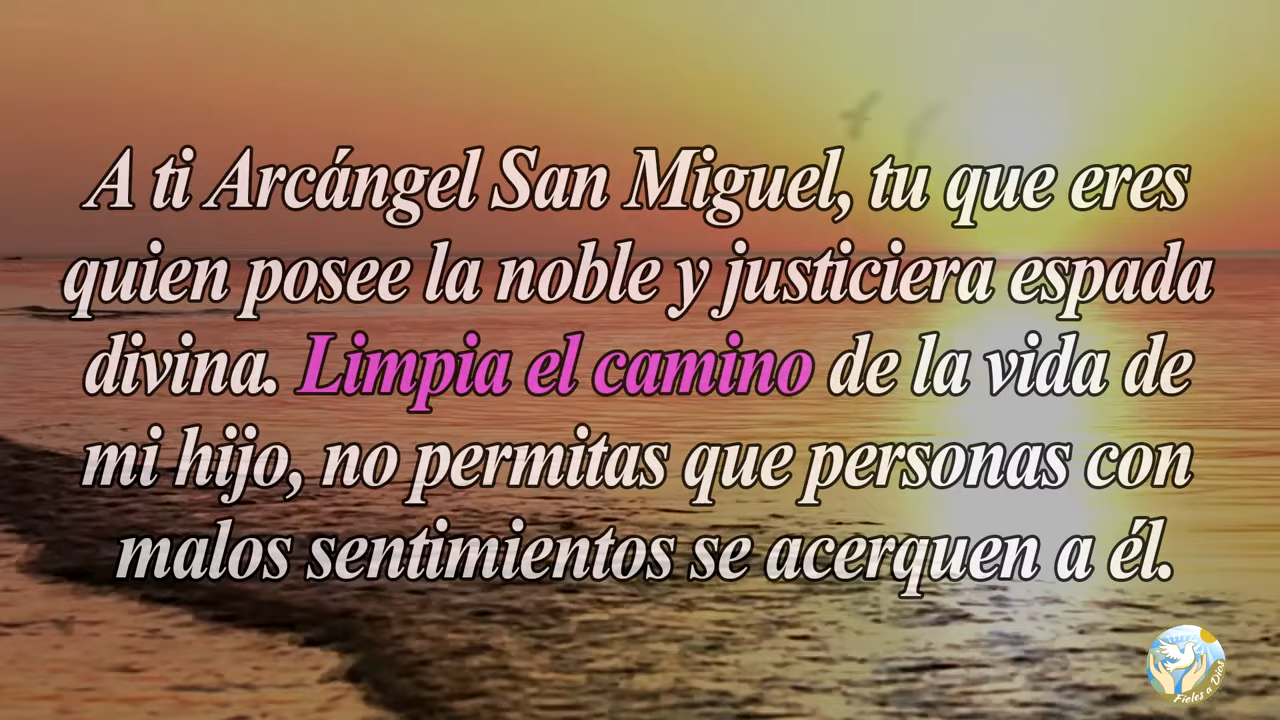 A ti Arcángel San Miguel, tu que eres
quien posee la noble y justiciera espada
divina. Limpia el camino de la vida de
mi hijo, no permitas que personas con
malos sentimientos se acerquen a él.
Fieles a Dios